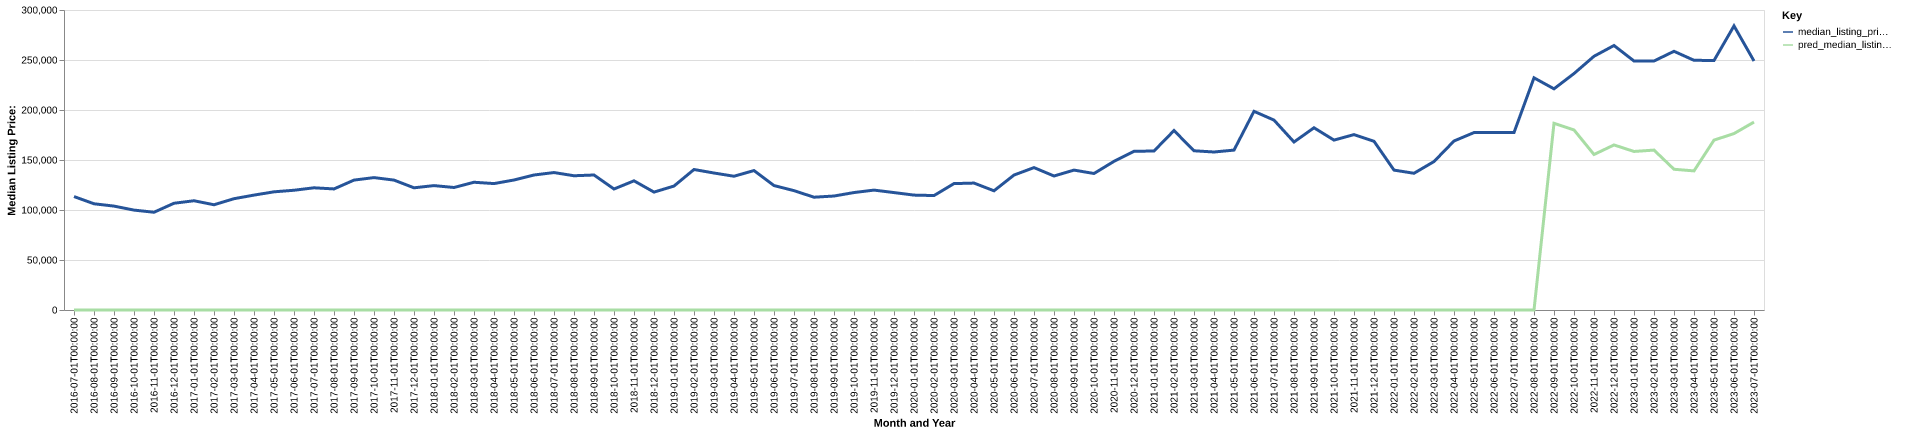 300,000
250,000
200,000
150,000
100,000
50,000
0
Median Listing Price:
2016-07-01T00:00:00
2016-08-01T00:00:00
2016-09-01T00:00:00
2016-10-01T00:00:00
2016-11-01T00:00:00
2016-12-01T00:00:00
2017-01-01T00:00:00
2017-02-01T00:00:00
2017-03-01T00:00:00
2017-04-01T00:00:00
2017-05-01T00:00:00
2017-06-01T00:00:00
2017-07-01T00:00:00
2017-08-01T00:00:00
2017-09-01T00:00:00
2017-10-01T00:00:00
2017-11-01T00:00:00
2017-12-01T00:00:00
2018-01-01T00:00:00
2018-02-01T00:00:00
2018-03-01T00:00:00
2018-04-01T00:00:00
2018-05-01T00:00:00
2018-06-01T00:00:00
2018-07-01T00:00:00
2018-08-01T00:00:00
2018-09-01T00:00:00
2018-10-01T00:00:00
2018-11-01T00:00:00
2018-12-01T00:00:00
2019-01-01T00:00:00
2019-02-01T00:00:00
2019-03-01T00:00:00
2019-04-01T00:00:00
2019-05-01T00:00:00
2019-06-01T00:00:00
2019-07-01T00:00:00
2019-08-01T00:00:00
2019-09-01T00:00:00
2019-10-01T00:00:00
2019-11-01T00:00:00
2019-12-01T00:00:00
2020-01-01T00:00:00
2020-02-01T00:00:00
2020-03-01T00:00:00
2020-04-01T00:00:00
2020-05-01T00:00:00
2020-06-01T00:00:00
2020-07-01T00:00:00
2020-08-01T00:00:00
2020-09-01T00:00:00
2020-10-01T00:00:00
2020-11-01T00:00:00
2020-12-01T00:00:00
2021-01-01T00:00:00
2021-02-01T00:00:00
2021-03-01T00:00:00
2021-04-01T00:00:00
2021-05-01T00:00:00
2021-06-01T00:00:00
2021-07-01T00:00:00
2021-08-01T00:00:00
2021-09-01T00:00:00
2021-10-01T00:00:00
2021-11-01T00:00:00
2021-12-01T00:00:00
2022-01-01T00:00:00
2022-02-01T00:00:00
2022-03-01T00:00:00
2022-04-01T00:00:00
2022-05-01T00:00:00
2022-06-01T00:00:00
2022-07-01T00:00:00
2022-08-01T00:00:00
2022-09-01T00:00:00
2022-10-01T00:00:00
2022-11-01T00:00:00
2022-12-01T00:00:00
2023-01-01T00:00:00
2023-02-01T00:00:00
2023-03-01T00:00:00
2023-04-01T00:00:00
2023-05-01T00:00:00
2023-06-01T00:00:00
2023-07-01T00:00:00
Month and Year
Key
median_listing_pri…
pred_median_listin…